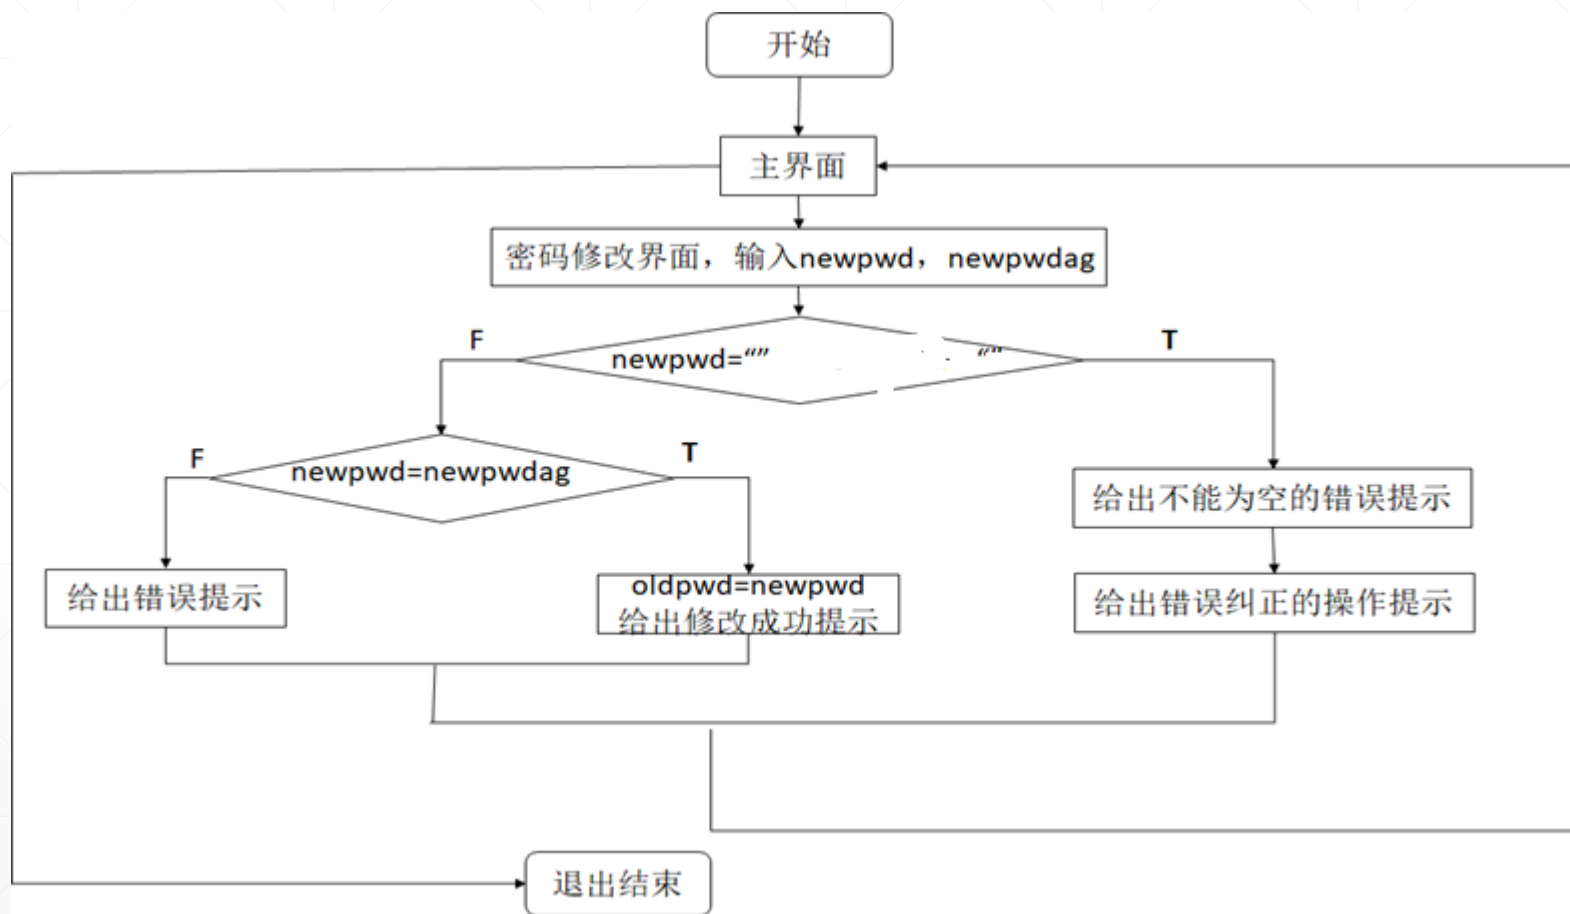 开始
主界面
密码修改界面，输入newpwd，newpwdag
F
T
newpwd=“”
“”
F
T
newpwd=newpwdag
给出不能为空的错误提示
给出错误提示
oldpwd=newpwd
给出修改成功提示
给出错误纠正的操作提示
退出结束